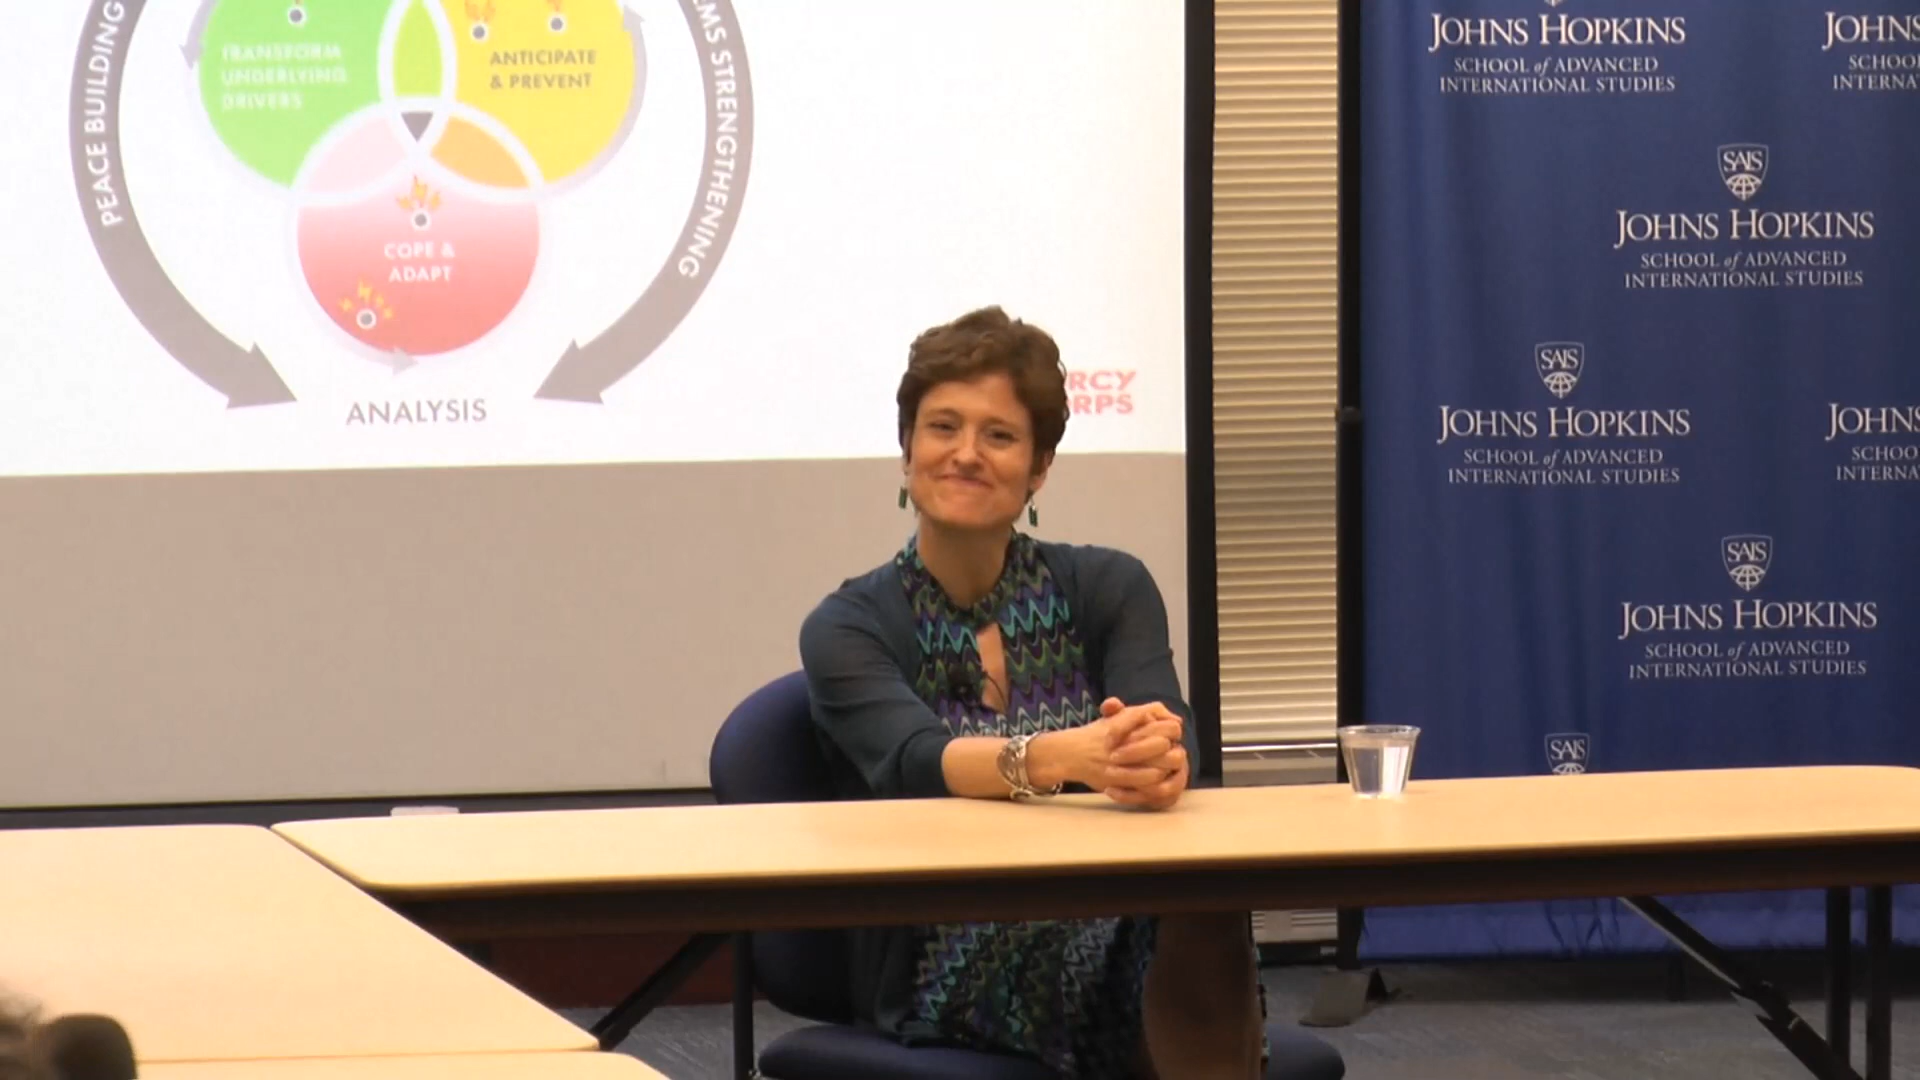 PEACE BUILDING
TRANSFORM
UNDERLYING
DRIVERS
ANTICIPATE
& PREVENT
STRENGTHENING
COPE &
ADAPT
ANALYSIS
JOHNS HOPKINS
SCHOOL of ADVANCED
INTERNATIONAL STUDIES
JOHNS
SAIS
JOHNS HOPKINS
SCHOOL of ADVANCED
INTERNATIONAL STUDIES
SAIS
JOHNS HOPKINS
SCHOOL of ADVANCED
INTERNATIONAL STUDIES
JOHNS
SAIS
JOHNS HOPKINS
SCHOOL of ADVANCED
INTERNATIONAL STUDIES
SAIS